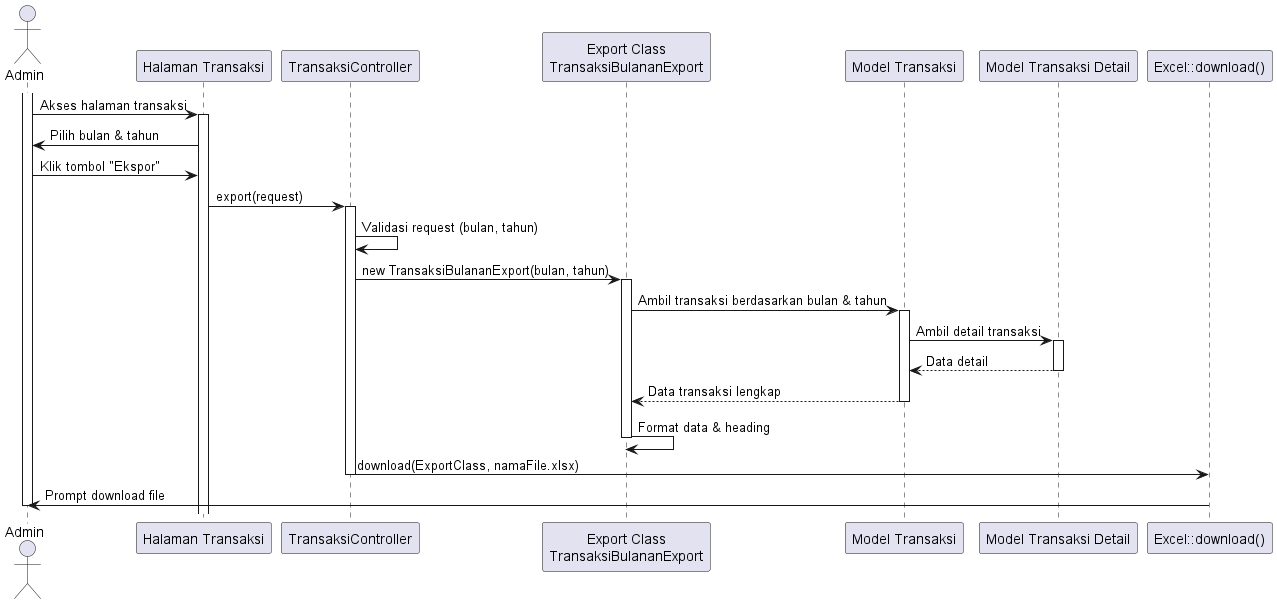 Admin
Halaman Transaksi
TransaksiController
Export Class
TransaksiBulananExport
Model Transaksi
Model Transaksi Detail
Excel::download()
Akses halaman transaksi
Pilih bulan & tahun
Klik tombol "Ekspor"
export(request)
Validasi request (bulan, tahun)
new TransaksiBulananExport(bulan, tahun)
Ambil transaksi berdasarkan bulan & tahun
Ambil detail transaksi
Data detail
Data transaksi lengkap
Format data & heading
download(ExportClass, namaFile.xlsx)
Prompt download file
Admin
Halaman Transaksi
TransaksiController
Export Class
TransaksiBulananExport
Model Transaksi
Model Transaksi Detail
Excel::download()